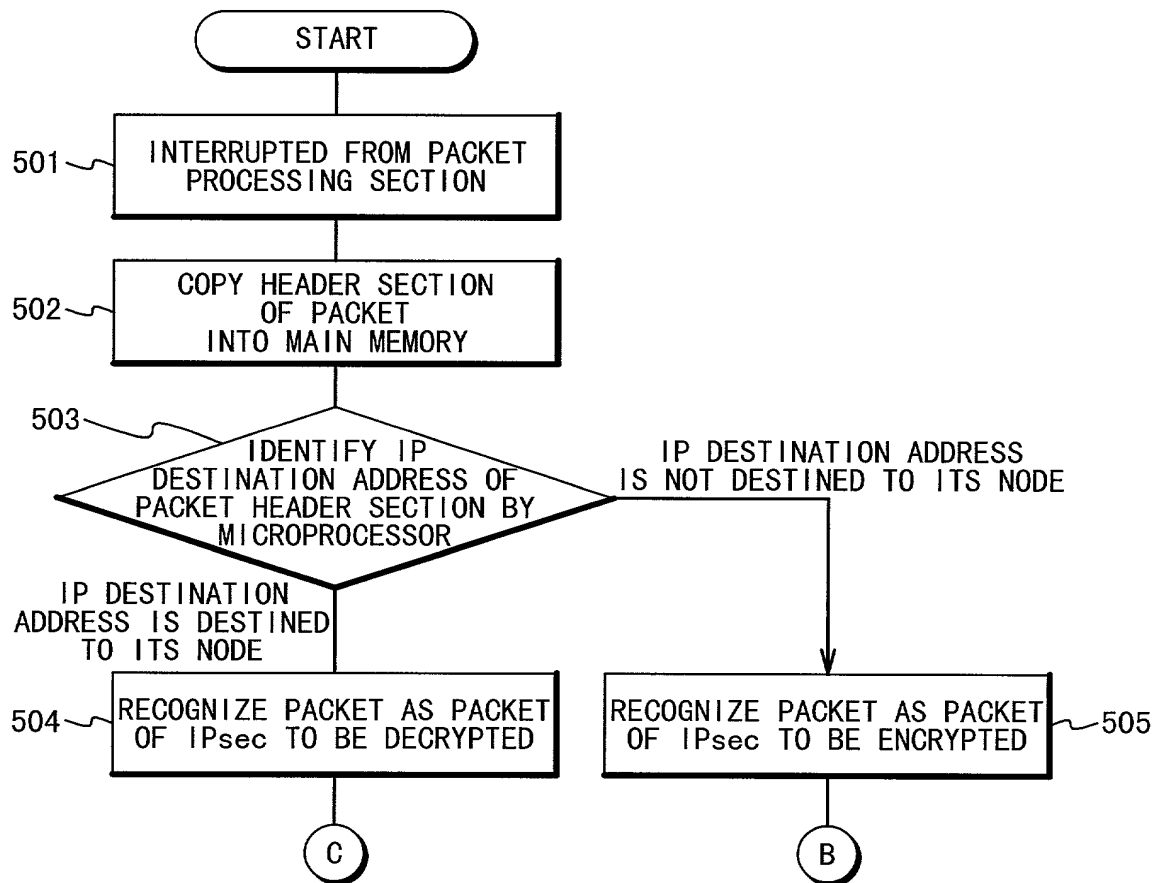 START
501
INTERRUPTED FROM PACKET
PROCESSING SECTION
502
COPY HEADER SECTION
OF PACKET
INTO MAIN MEMORY
503
IDENTIFY IP
DESTINATION ADDRESS OF
PACKET HEADER SECTION BY
MICROPROCESSOR
IP DESTINATION ADDRESS
IS NOT DESTINED TO ITS NODE
IP DESTINATION
ADDRESS IS DESTINED
TO ITS NODE
504
RECOGNIZE PACKET AS PACKET
OF IPsec TO BE DECRYPTED
RECOGNIZE PACKET AS PACKET
OF IPsec TO BE ENCRYPTED
505
C
B